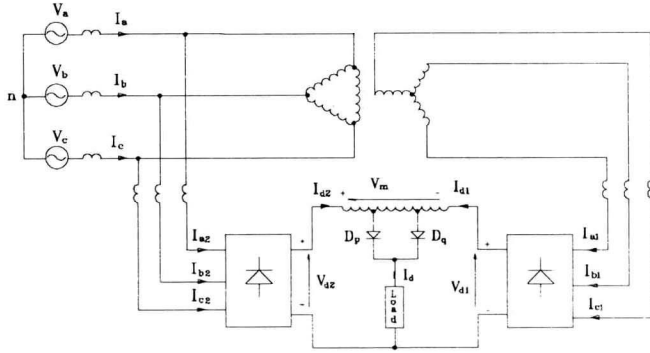 Va Ia
Vb Ib
n
Vc Ic
Id2 + Vm - Id1
Ia2 + Dp Dq + Ia1
Ib2 Vd2 Id Vd1 Ib1
Ic2 - Load - Ic1